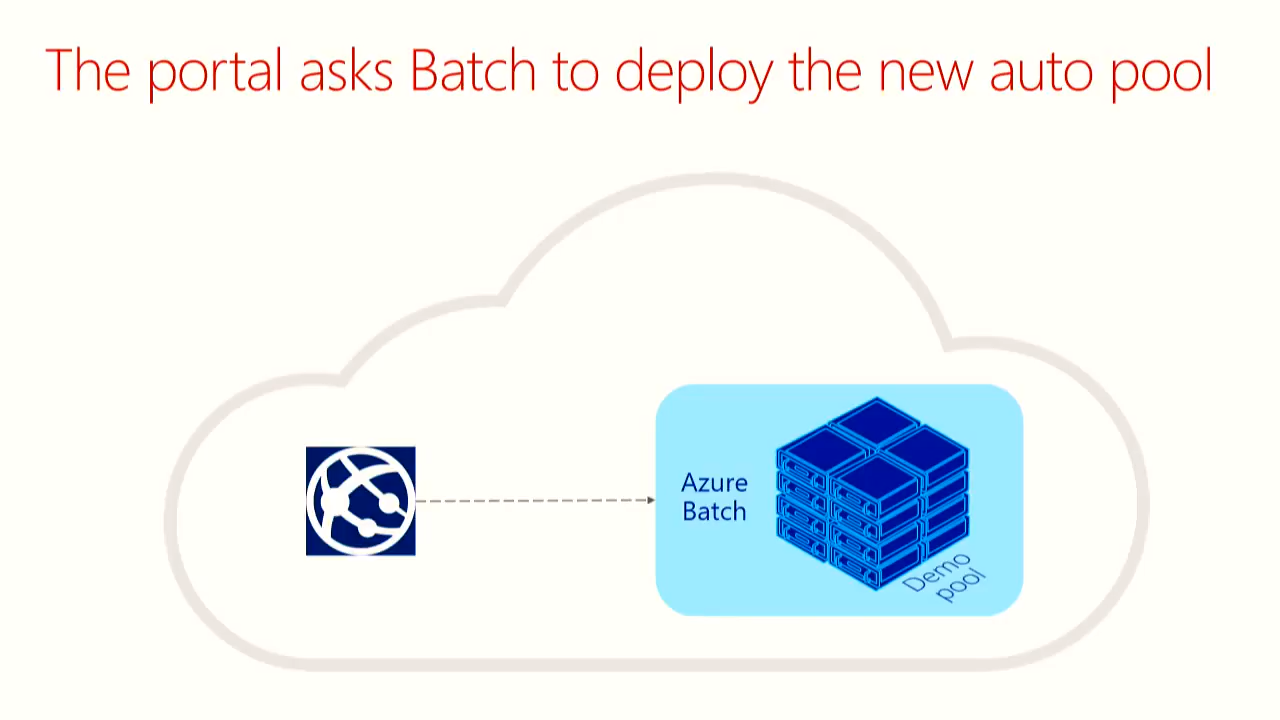 The portal asks Batch to deploy the new auto pool
Azure
Batch
Demo
pool